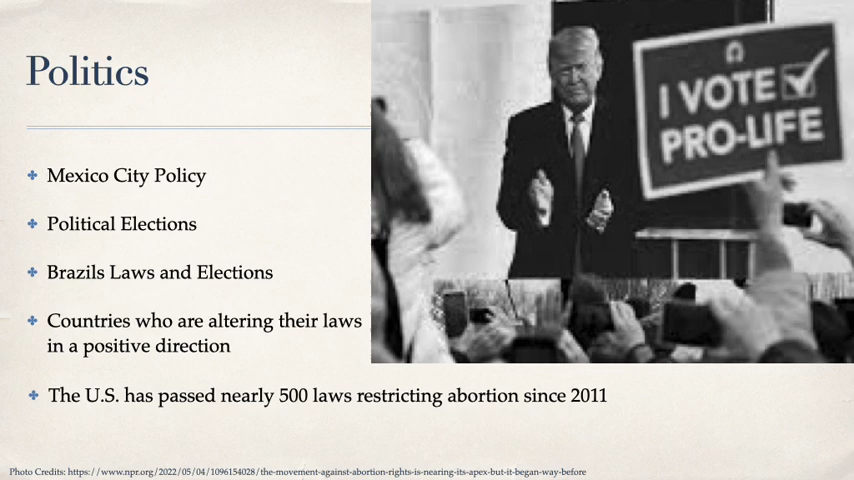 Politics
I VOTE
PRO-LIFE
Mexico City Policy
Political Elections
Brazils Laws and Elections
Countries who are altering their laws
in a positive direction
The U.S. has passed nearly 500 laws restricting abortion since 2011
Photo Credits: https://www.npr.org/2022/05/04/1096154028/the-movement-against-abortion-rights-is-nearing-its-apex-but-it-began-way-before